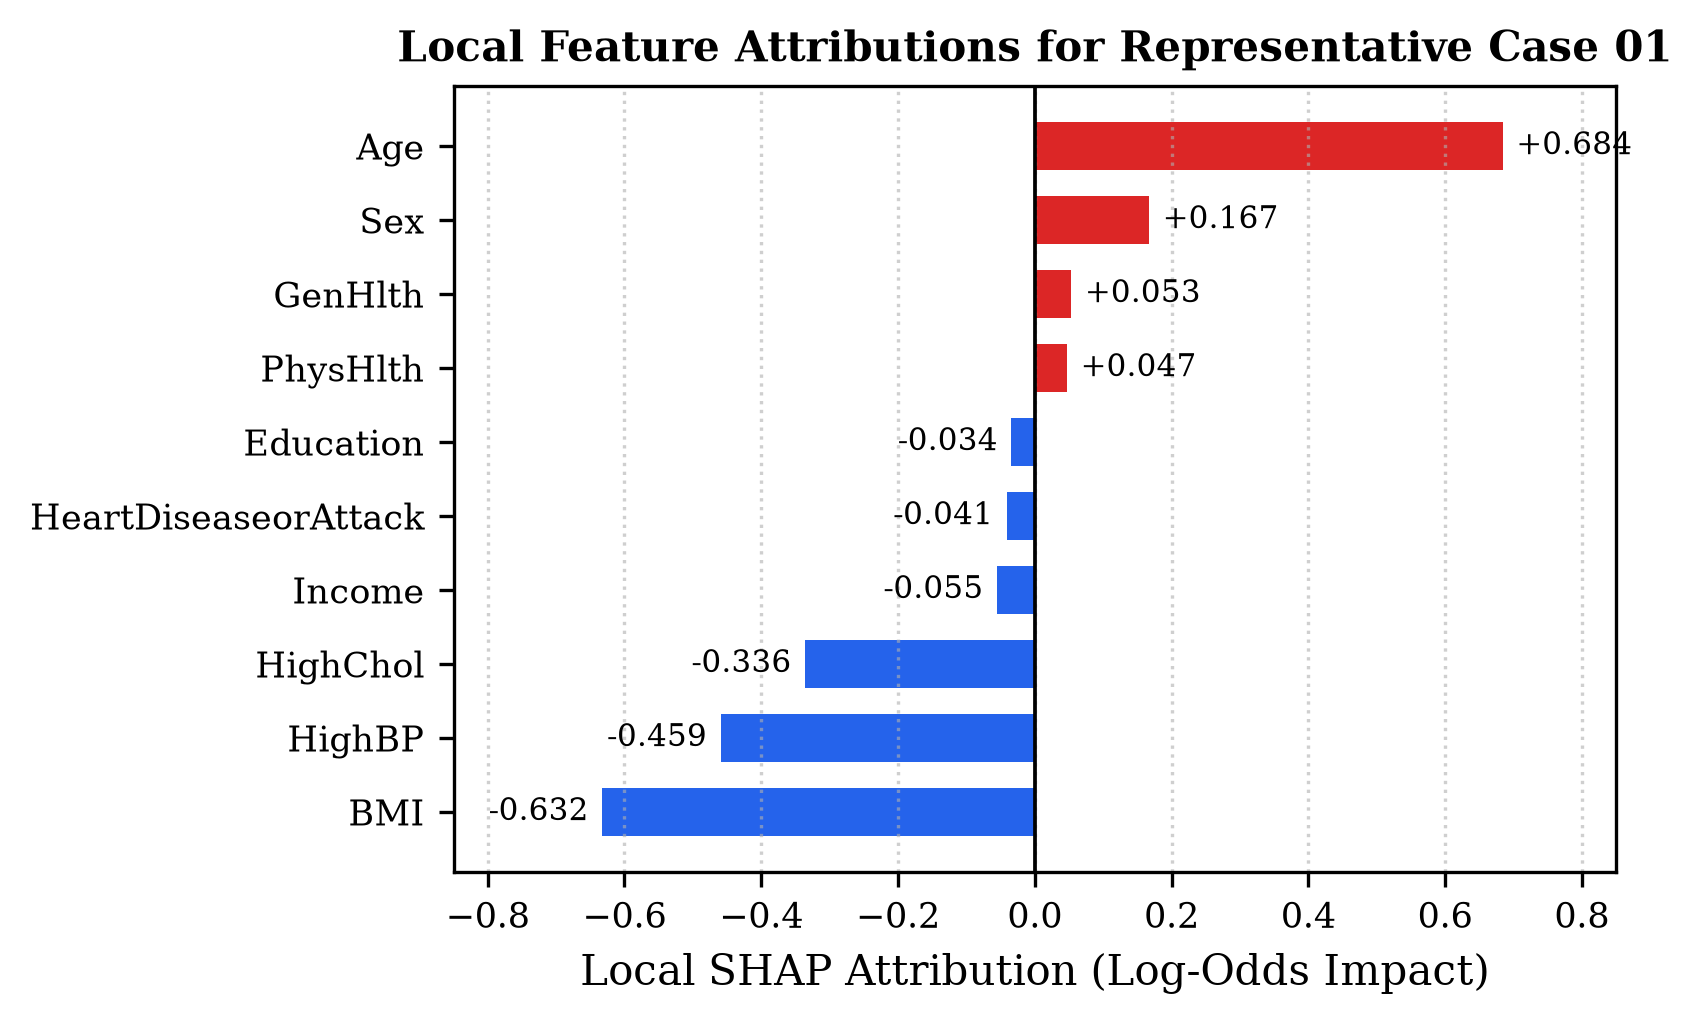 Local Feature Attributions for Representative Case 01
Age +0.684
Sex +0.167
GenHlth +0.053
PhysHlth +0.047
Education -0.034
HeartDiseaseorAttack -0.041
Income -0.055
HighChol -0.336
HighBP -0.459
BMI -0.632
−0.8 −0.6 −0.4 −0.2 0.0 0.2 0.4 0.6 0.8
Local SHAP Attribution (Log-Odds Impact)